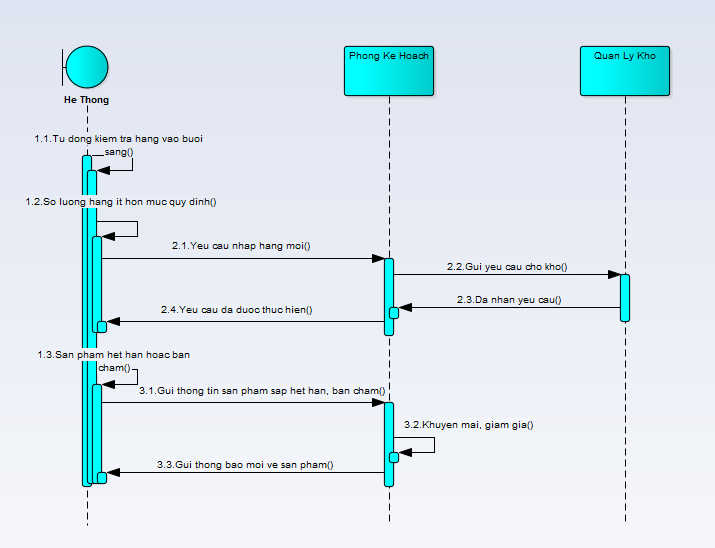 Phong Ke Hoach
Quan Ly Kho
He Thong
1.1.Tu dong kiem tra hang vao buoi
sang()
1.2.So luong hang it hon muc quy dinh()
2.1.Yeu cau nhap hang moi()
2.2.Gui yeu cau cho kho()
2.3.Da nhan yeu cau()
2.4.Yeu cau da duoc thuc hien()
1.3.San pham het han hoac ban
cham()
3.1.Gui thong tin san pham sap het han, ban cham()
3.2.Khuyen mai, giam gia()
3.3.Gui thong bao moi ve san pham()